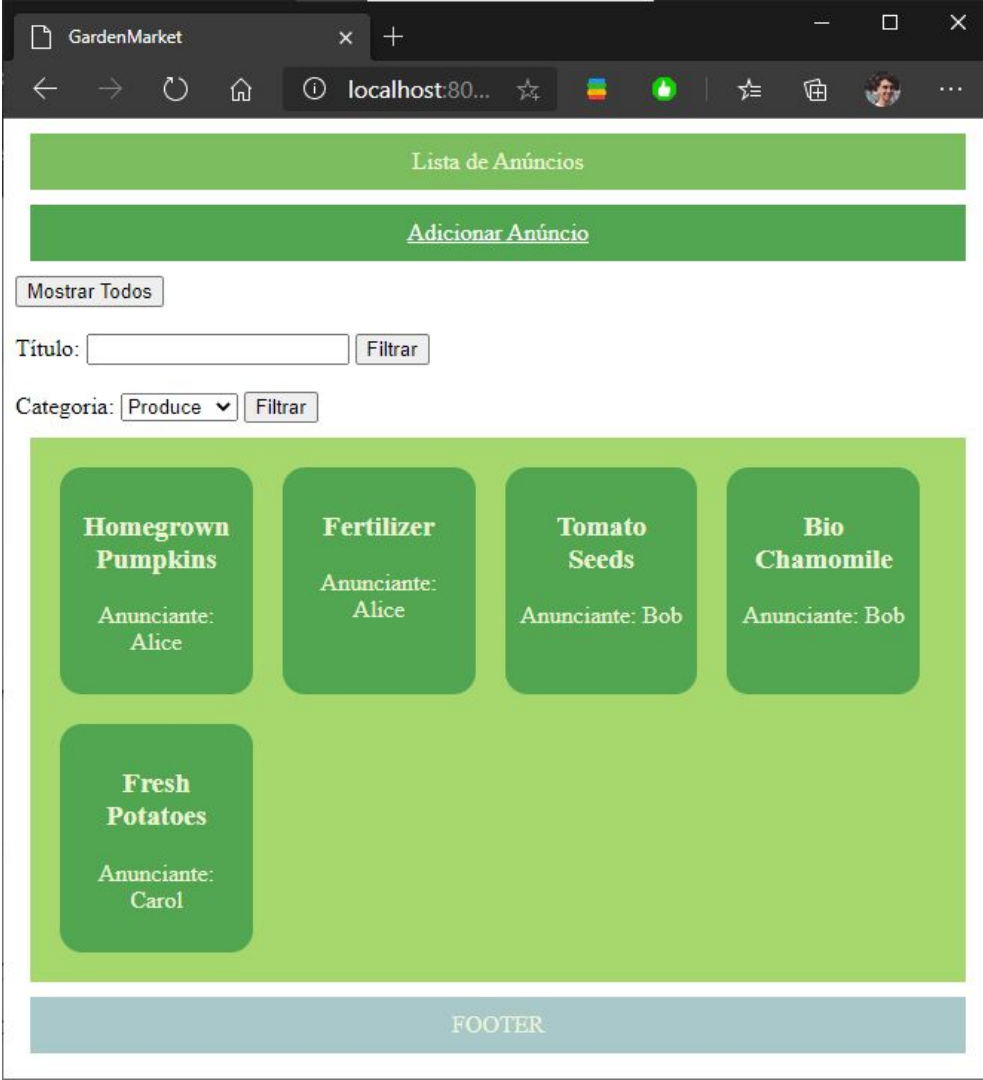 GardenMarket
localhost:80...
Lista de Anúncios
Adicionar Anúncio
Mostrar Todos
Título: Filtrar
Categoria: Produce Filtrar
Homegrown
Pumpkins
Anunciante:
Alice
Fertilizer
Anunciante:
Alice
Tomato
Seeds
Anunciante: Bob
Bio
Chamomile
Anunciante: Bob
Fresh
Potatoes
Anunciante:
Carol
FOOTER